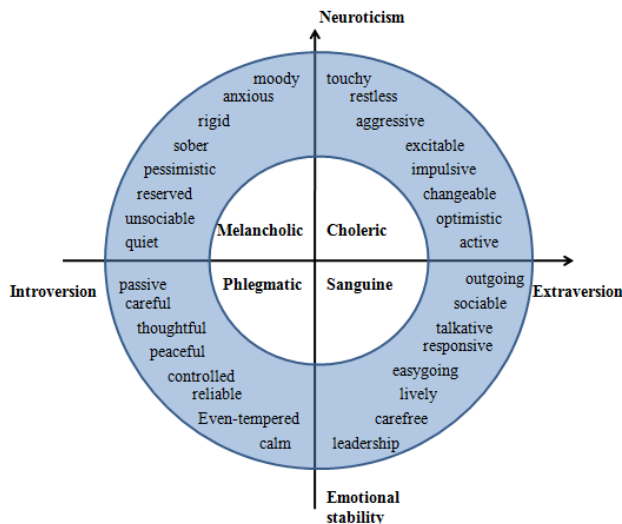 Neuroticism
moody
anxious
rigid
sober
pessimistic
reserved
unsociable
quiet
touchy
restless
aggressive
excitable
impulsive
changeable
optimistic
active
Melancholic
Choleric
Phlegmatic
Sanguine
Introversion
Extraversion
passive
careful
thoughtful
peaceful
controlled
reliable
Even-tempered
calm
outgoing
sociable
talkative
responsive
easygoing
lively
carefree
leadership
Emotional
stability